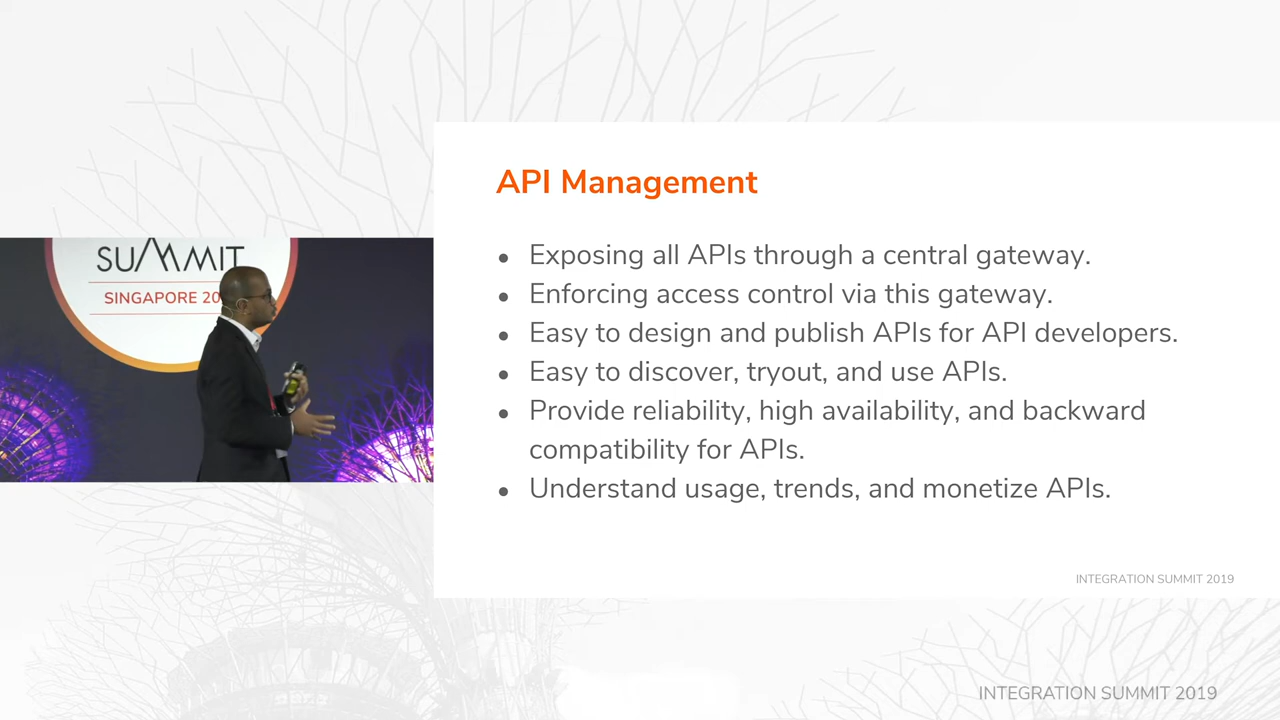 SUMMIT
SINGAPORE 20
API Management
• Exposing all APIs through a central gateway.
• Enforcing access control via this gateway.
• Easy to design and publish APIs for API developers.
• Easy to discover, tryout, and use APIs.
• Provide reliability, high availability, and backward
compatibility for APIs.
• Understand usage, trends, and monetize APIs.
INTEGRATION SUMMIT 2019
INTEGRATION SUMMIT 2019